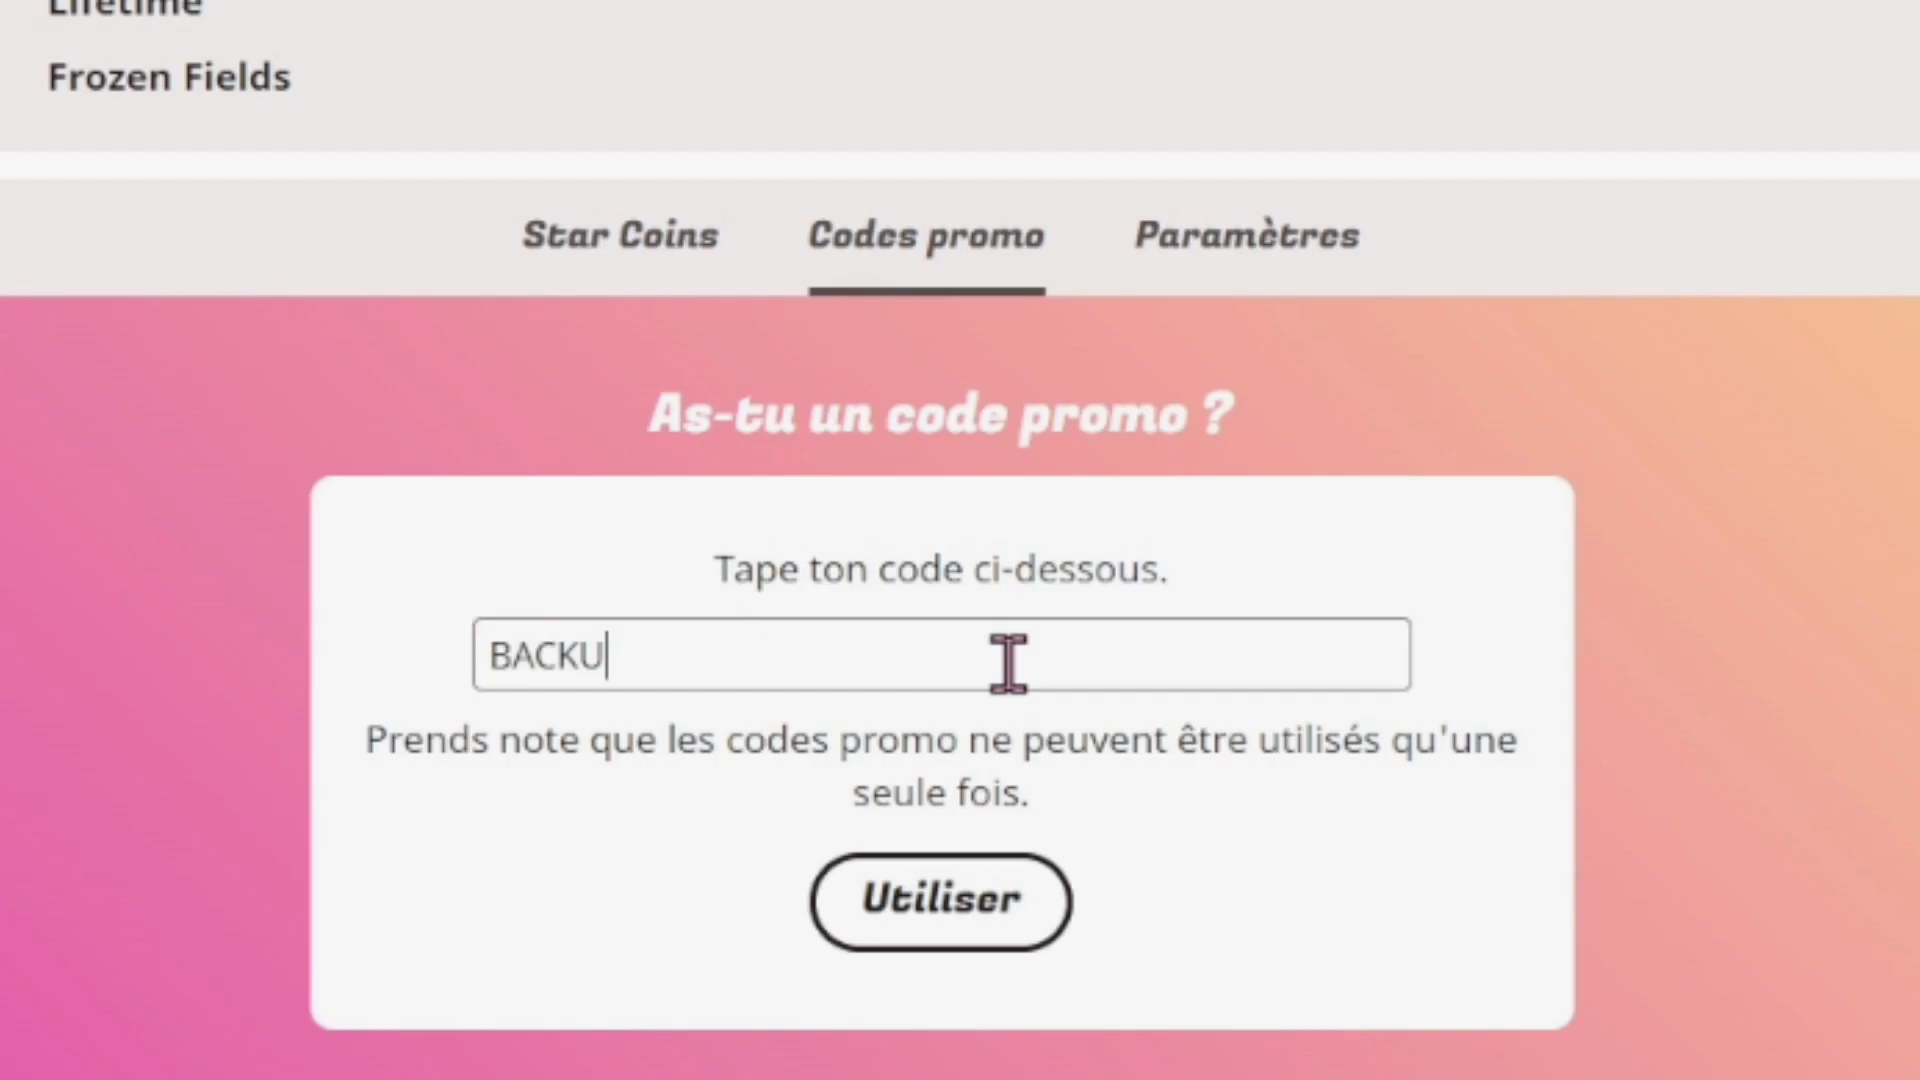 Lifetime
Frozen Fields
Star Coins Codes promo Paramètres
As-tu un code promo ?
Tape ton code ci-dessous.
BACKU
Prends note que les codes promo ne peuvent être utilisés qu'une
seule fois.
Utiliser